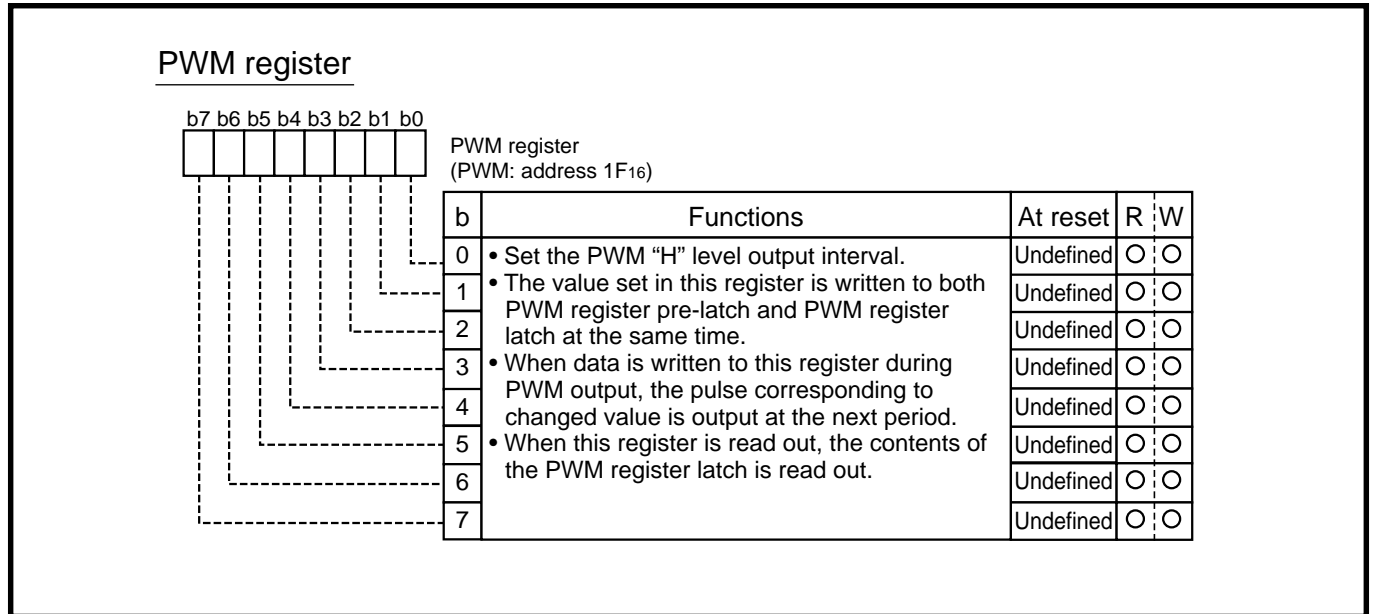 PWM register
b7 b6 b5 b4 b3 b2 b1 b0
PWM register
(PWM: address 1F16)
b Functions At reset R W
0 • Set the PWM “H” level output interval. Undefined O O
1 • The value set in this register is written to both Undefined O O
PWM register pre-latch and PWM register
2 latch at the same time. Undefined O O
3 • When data is written to this register during Undefined O O
PWM output, the pulse corresponding to
4 changed value is output at the next period. Undefined O O
5 • When this register is read out, the contents of Undefined O O
the PWM register latch is read out.
6 Undefined O O
7 Undefined O O